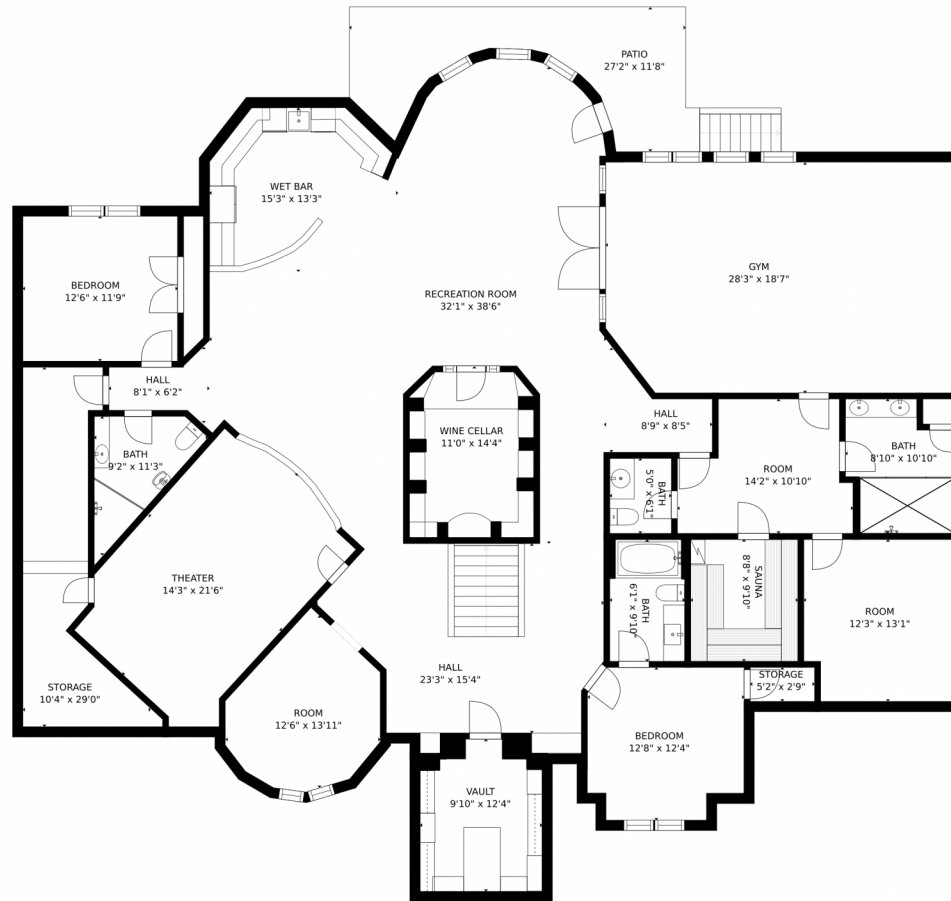 PATIO
27'2" x 11'8"
WET BAR
15'3" x 13'3"
GYM
28'3" x 18'7"
BEDROOM
12'6" x 11'9"
RECREATION ROOM
32'1" x 38'6"
HALL
8'1" x 6'2"
HALL
8'9" x 8'5"
WINE CELLAR
11'0" x 14'4"
BATH
9'2" x 11'3"
BATH
8'10" x 10'10"
ROOM
14'2" x 10'10"
BATH
5'0" x 6'1"
THEATER
14'3" x 21'6"
SAUNA
8'8" x 9'10"
BATH
6'1" x 9'10"
ROOM
12'3" x 13'1"
HALL
23'3" x 15'4"
STORAGE
5'2" x 2'9"
STORAGE
10'4" x 29'0"
ROOM
12'6" x 13'11"
BEDROOM
12'8" x 12'4"
VAULT
9'10" x 12'4"